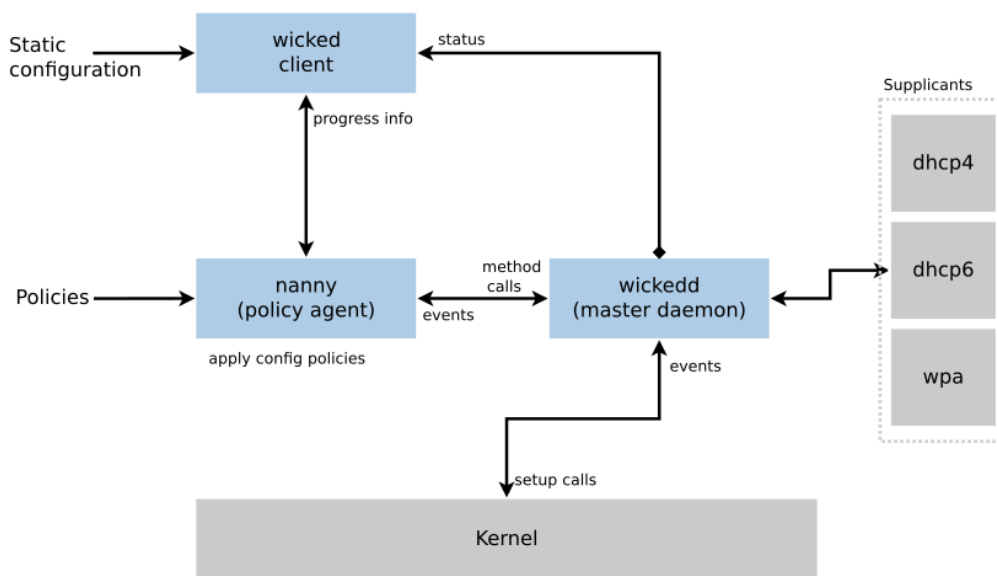 Static
configuration
wicked
client
status
progress info
Supplicants
dhcp4
dhcp6
wpa
Policies
nanny
(policy agent)
apply config policies
method
calls
events
wickedd
(master daemon)
events
setup calls
Kernel